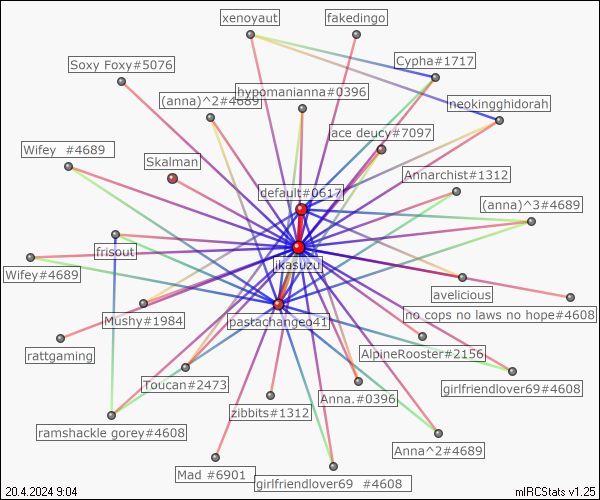 xenoyaut
fakedingo
Soxy Foxy#5076
Cypha#1717
(anna)^2#4689
hypomanianna#0396
neokingghidorah
ace deucy#7097
Wifey  #4689
Skalman
Annarchist#1312
default#0617
(anna)^3#4689
frisout
ikasuzu
Wifey#4689
avelicious
no cops no laws no hope#4608
Mushy#1984
pastachangeo41
rattgaming
AlpineRooster#2156
Toucan#2473
Anna.#0396
girlfriendlover69#4608
zibbits#1312
ramshackle gorey#4608
Anna^2#4689
Mad #6901
girlfriendlover69  #4608
20.4.2024 9:04
mIRCStats v1.25